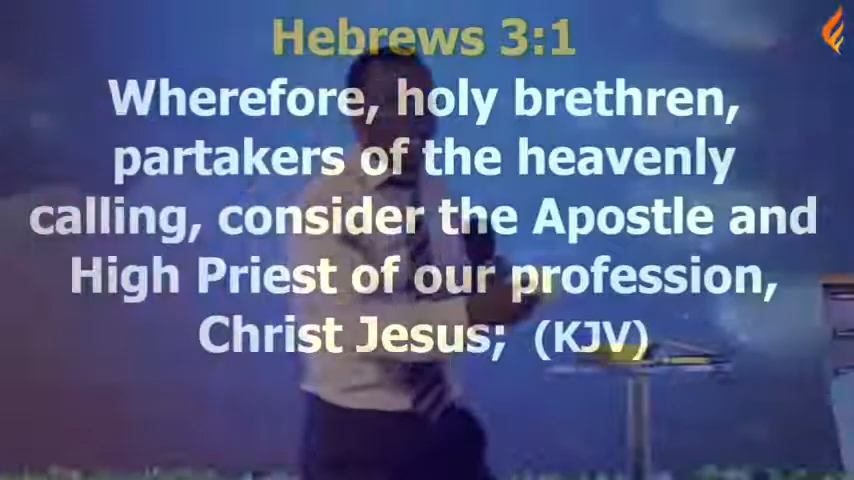 Hebrews 3:1
Wherefore, holy brethren,
partakers of the heavenly
calling, consider the Apostle and
High Priest of our profession,
Christ Jesus; (KJV)